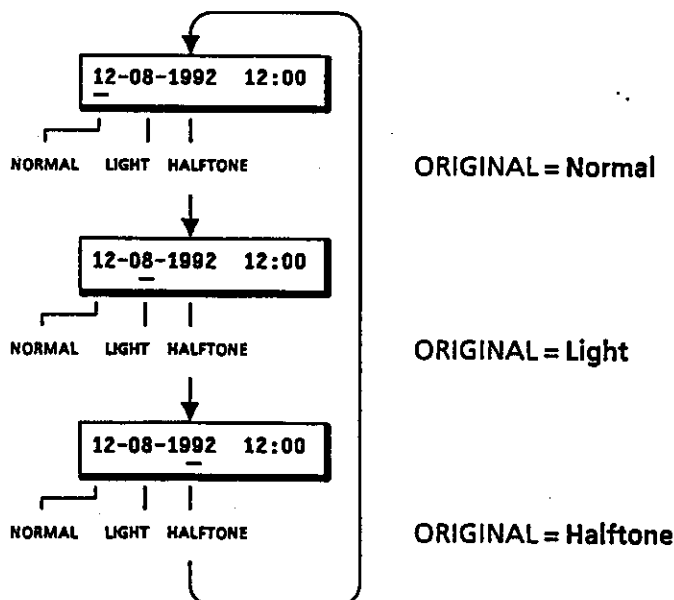 12-08-1992 12:00
NORMAL LIGHT HALFTONE
ORIGINAL = Normal
12-08-1992 12:00
NORMAL LIGHT HALFTONE
ORIGINAL = Light
12-08-1992 12:00
NORMAL LIGHT HALFTONE
ORIGINAL = Halftone